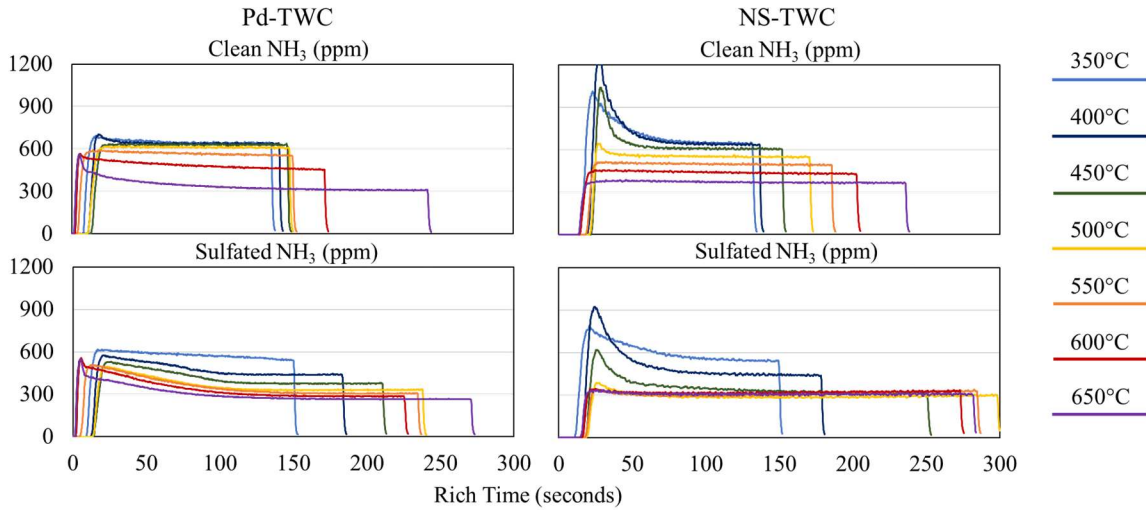 Pd-TWC
NS-TWC
Clean NH₃ (ppm)
Clean NH₃ (ppm)
1200
900
600
300
0
350°C
400°C
450°C
500°C
550°C
600°C
650°C
Sulfated NH₃ (ppm)
Sulfated NH₃ (ppm)
1200
900
600
300
0
0 50 100 150 200 250 300
0 50 100 150 200 250 300
Rich Time (seconds)